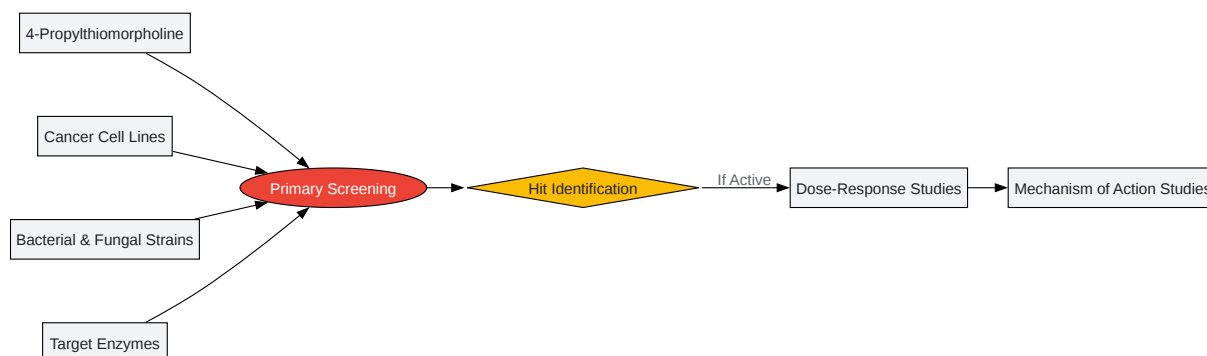 4-Propylthiomorpholine
Cancer Cell Lines
Primary Screening
Hit Identification
If Active
Dose-Response Studies
Mechanism of Action Studies
Bacterial & Fungal Strains
Target Enzymes